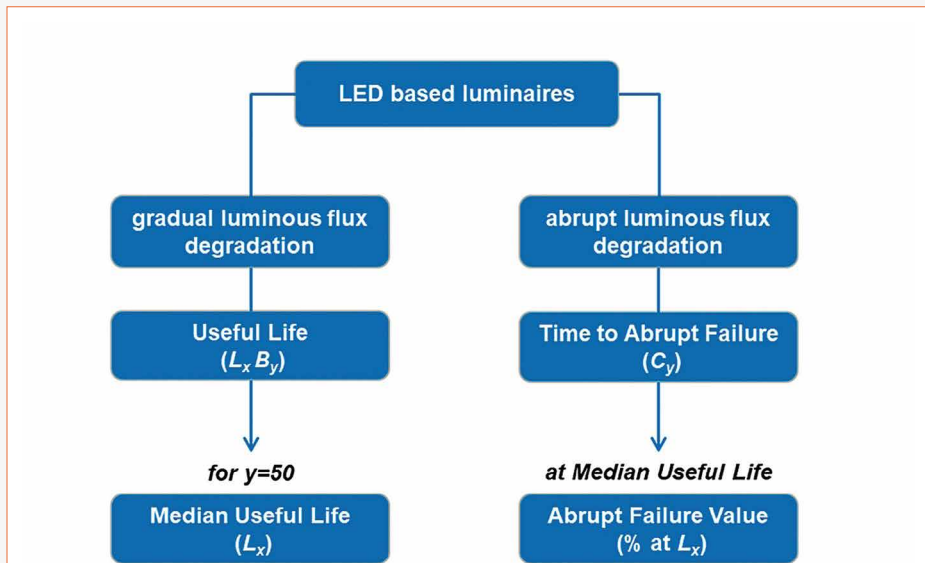 LED based luminaires
gradual luminous flux
degradation
abrupt luminous flux
degradation
Useful Life
(Lx By)
Time to Abrupt Failure
(Cy)
for y=50
at Median Useful Life
Median Useful Life
(Lx)
Abrupt Failure Value
(% at Lx)